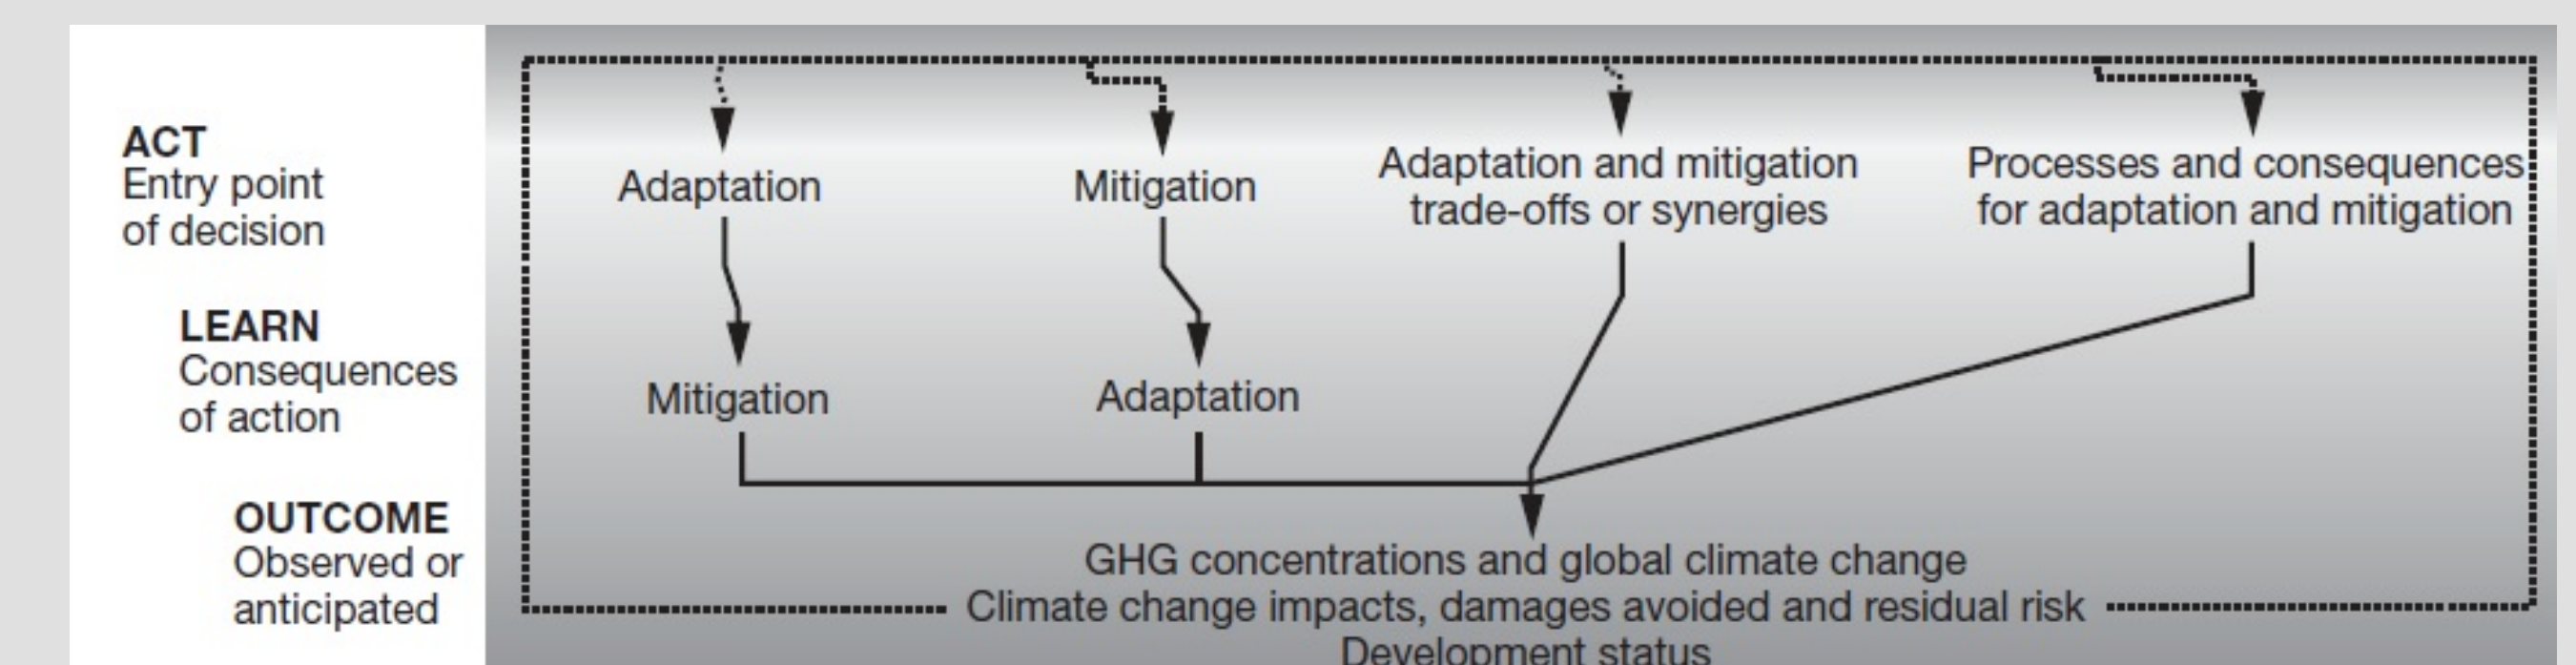 ACT
Entry point
of decision
LEARN
Consequences
of action
OUTCOME
Observed or
anticipated
Adaptation
Mitigation
Adaptation and mitigation
trade-offs or synergies
Processes and consequences
for adaptation and mitigation
Mitigation
Adaptation
GHG concentrations and global climate change
Climate change impacts, damages avoided and residual risk
Development status